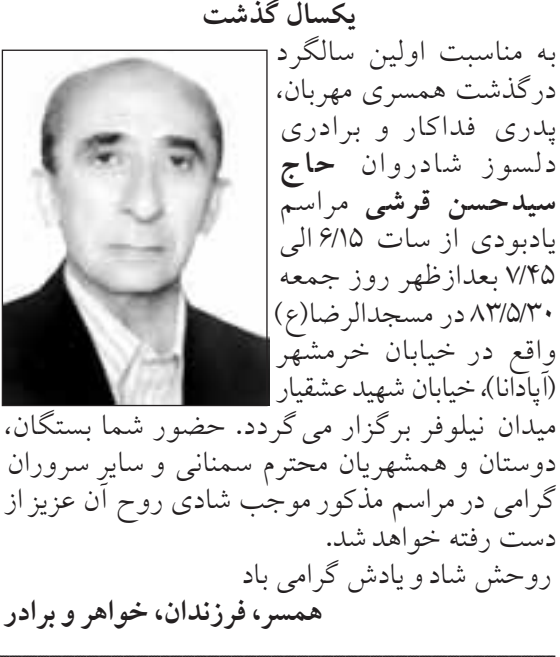 یکسال گذشت
به مناسبت اولین سالگرد
درگذشت همسری مهربان،
پدری فداکار و برادری
دلسوز شادروان حاج
سیدحسن قرشی مراسم
یادبودی از سات ۶/۱۵ الی
۷/۴۵ بعدازظهر روز جمعه
۸۳/۵/۳۰ در مسجدالرضا(ع)
واقع در خیابان خرمشهر
(آپادانا)، خیابان شهید عشقیار
میدان نیلوفر برگزار می‌گردد. حضور شما بستگان،
دوستان و همشهریان محترم سمنانی و سایر سروران
گرامی در مراسم مذکور موجب شادی روح آن عزیز از
دست رفته خواهد شد.
روحش شاد و یادش گرامی باد
همسر، فرزندان، خواهر و برادر